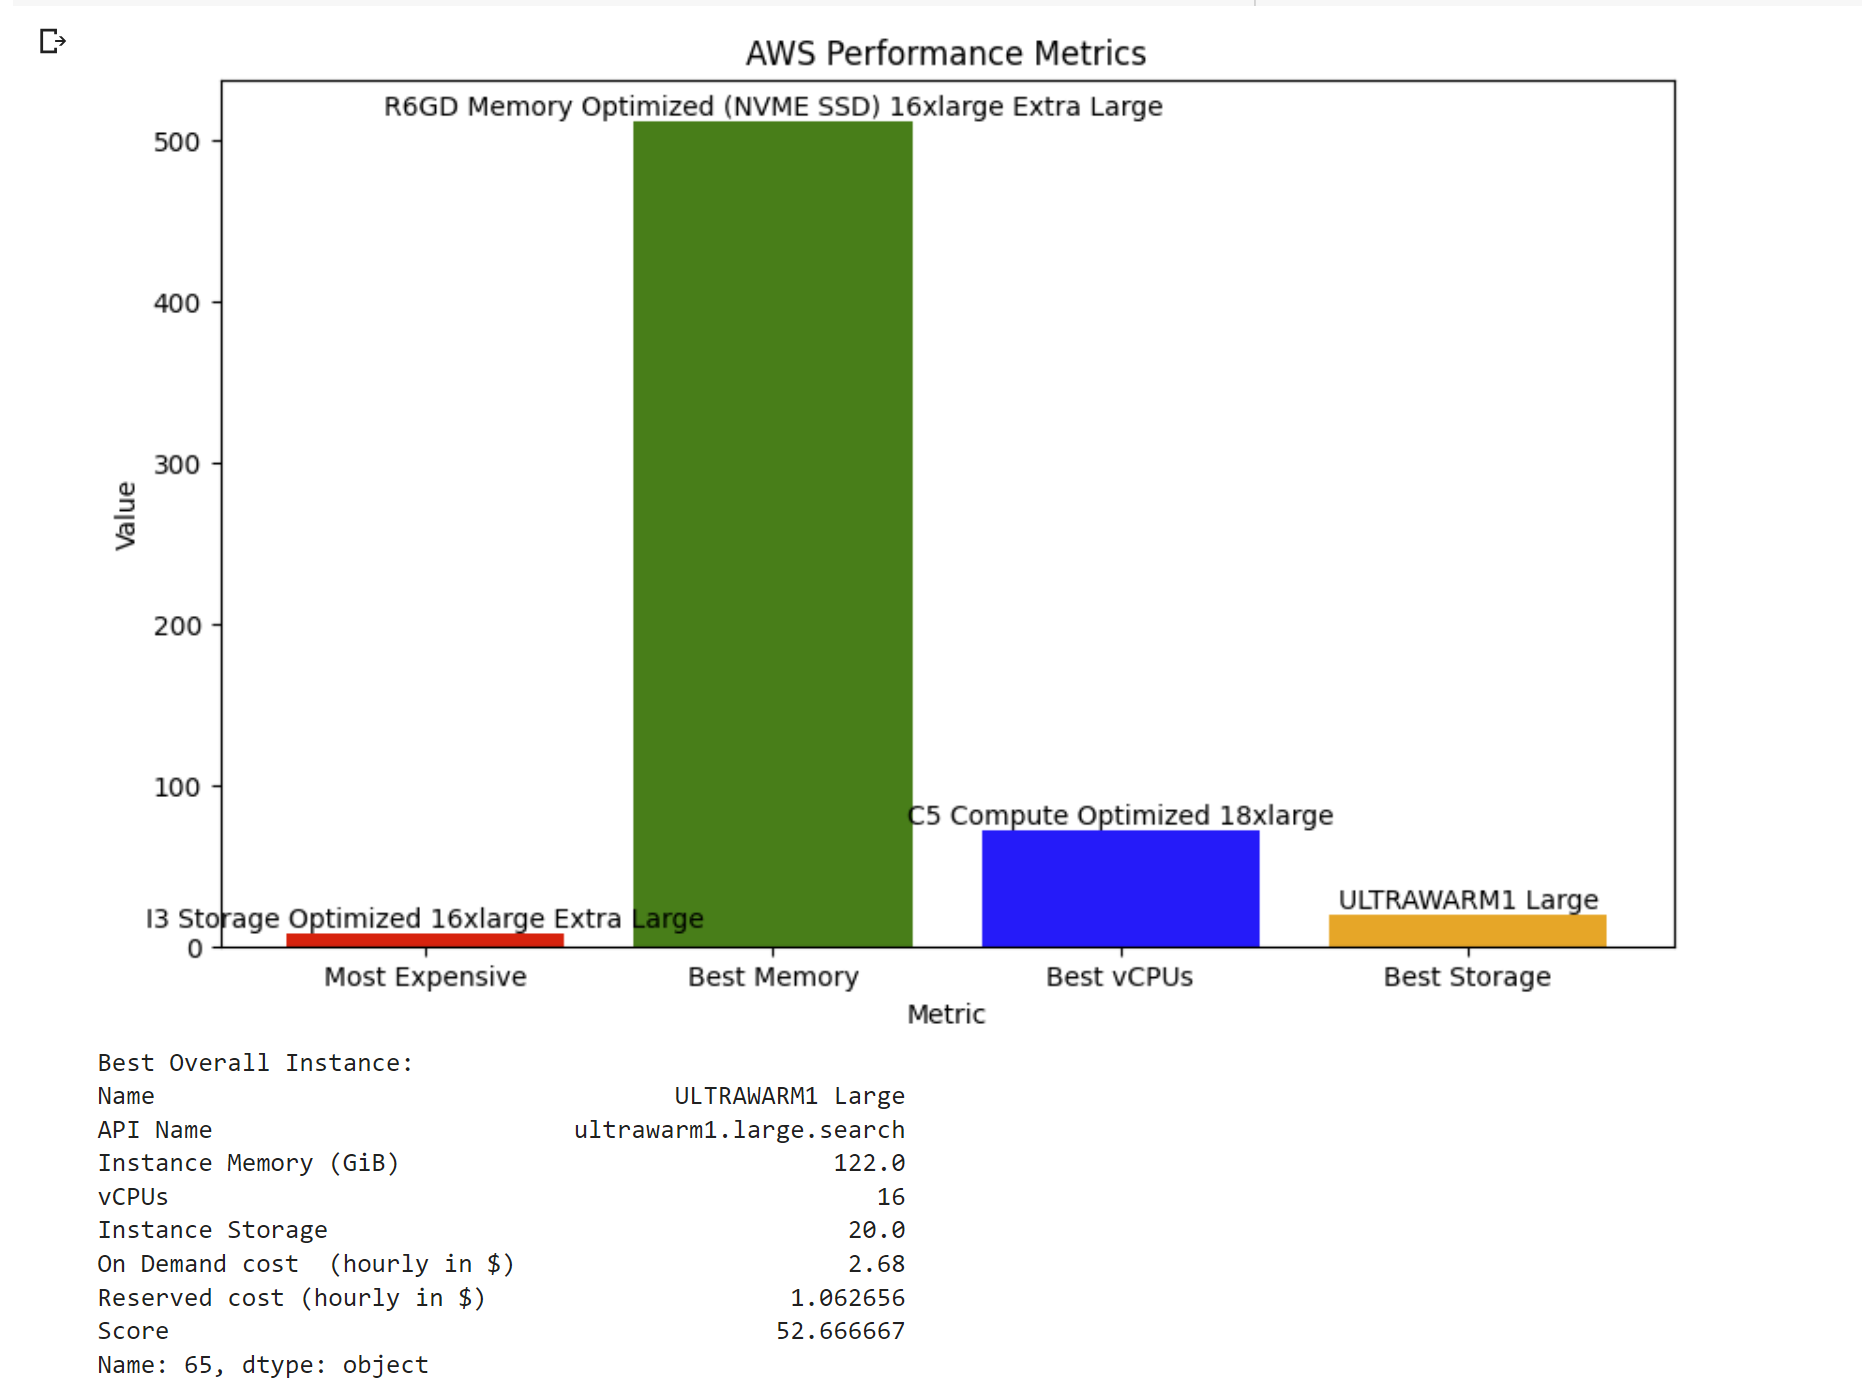 AWS Performance Metrics
R6GD Memory Optimized (NVME SSD) 16xlarge Extra Large
500
400
300
200
100
0
Value
C5 Compute Optimized 18xlarge
ULTRAWARM1 Large
I3 Storage Optimized 16xlarge Extra Large
Most Expensive Best Memory Best vCPUs Best Storage
Metric
Best Overall Instance:
Name ULTRAWARM1 Large
API Name ultrawarm1.large.search
Instance Memory (GiB) 122.0
vCPUs 16
Instance Storage 20.0
On Demand cost  (hourly in $) 2.68
Reserved cost (hourly in $) 1.062656
Score 52.666667
Name: 65, dtype: object